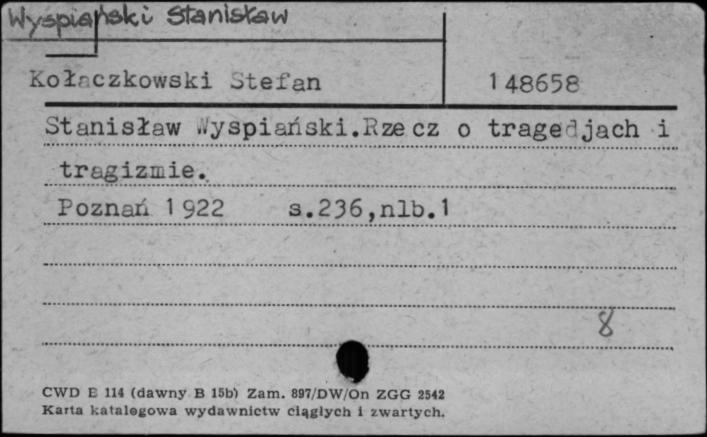 Wyspiański Stanisław
Kołaczkowski Stefan 148658
Stanisław Wyspiański.Rzecz o tragedjach i
tragizmie.
Poznań 1922 s.236,nlb.1
8
CWD E 114 (dawny B 15b) Zam. 897/DW/On ZGG 2542
Karta katalogowa wydawnictw ciągłych i zwartych.